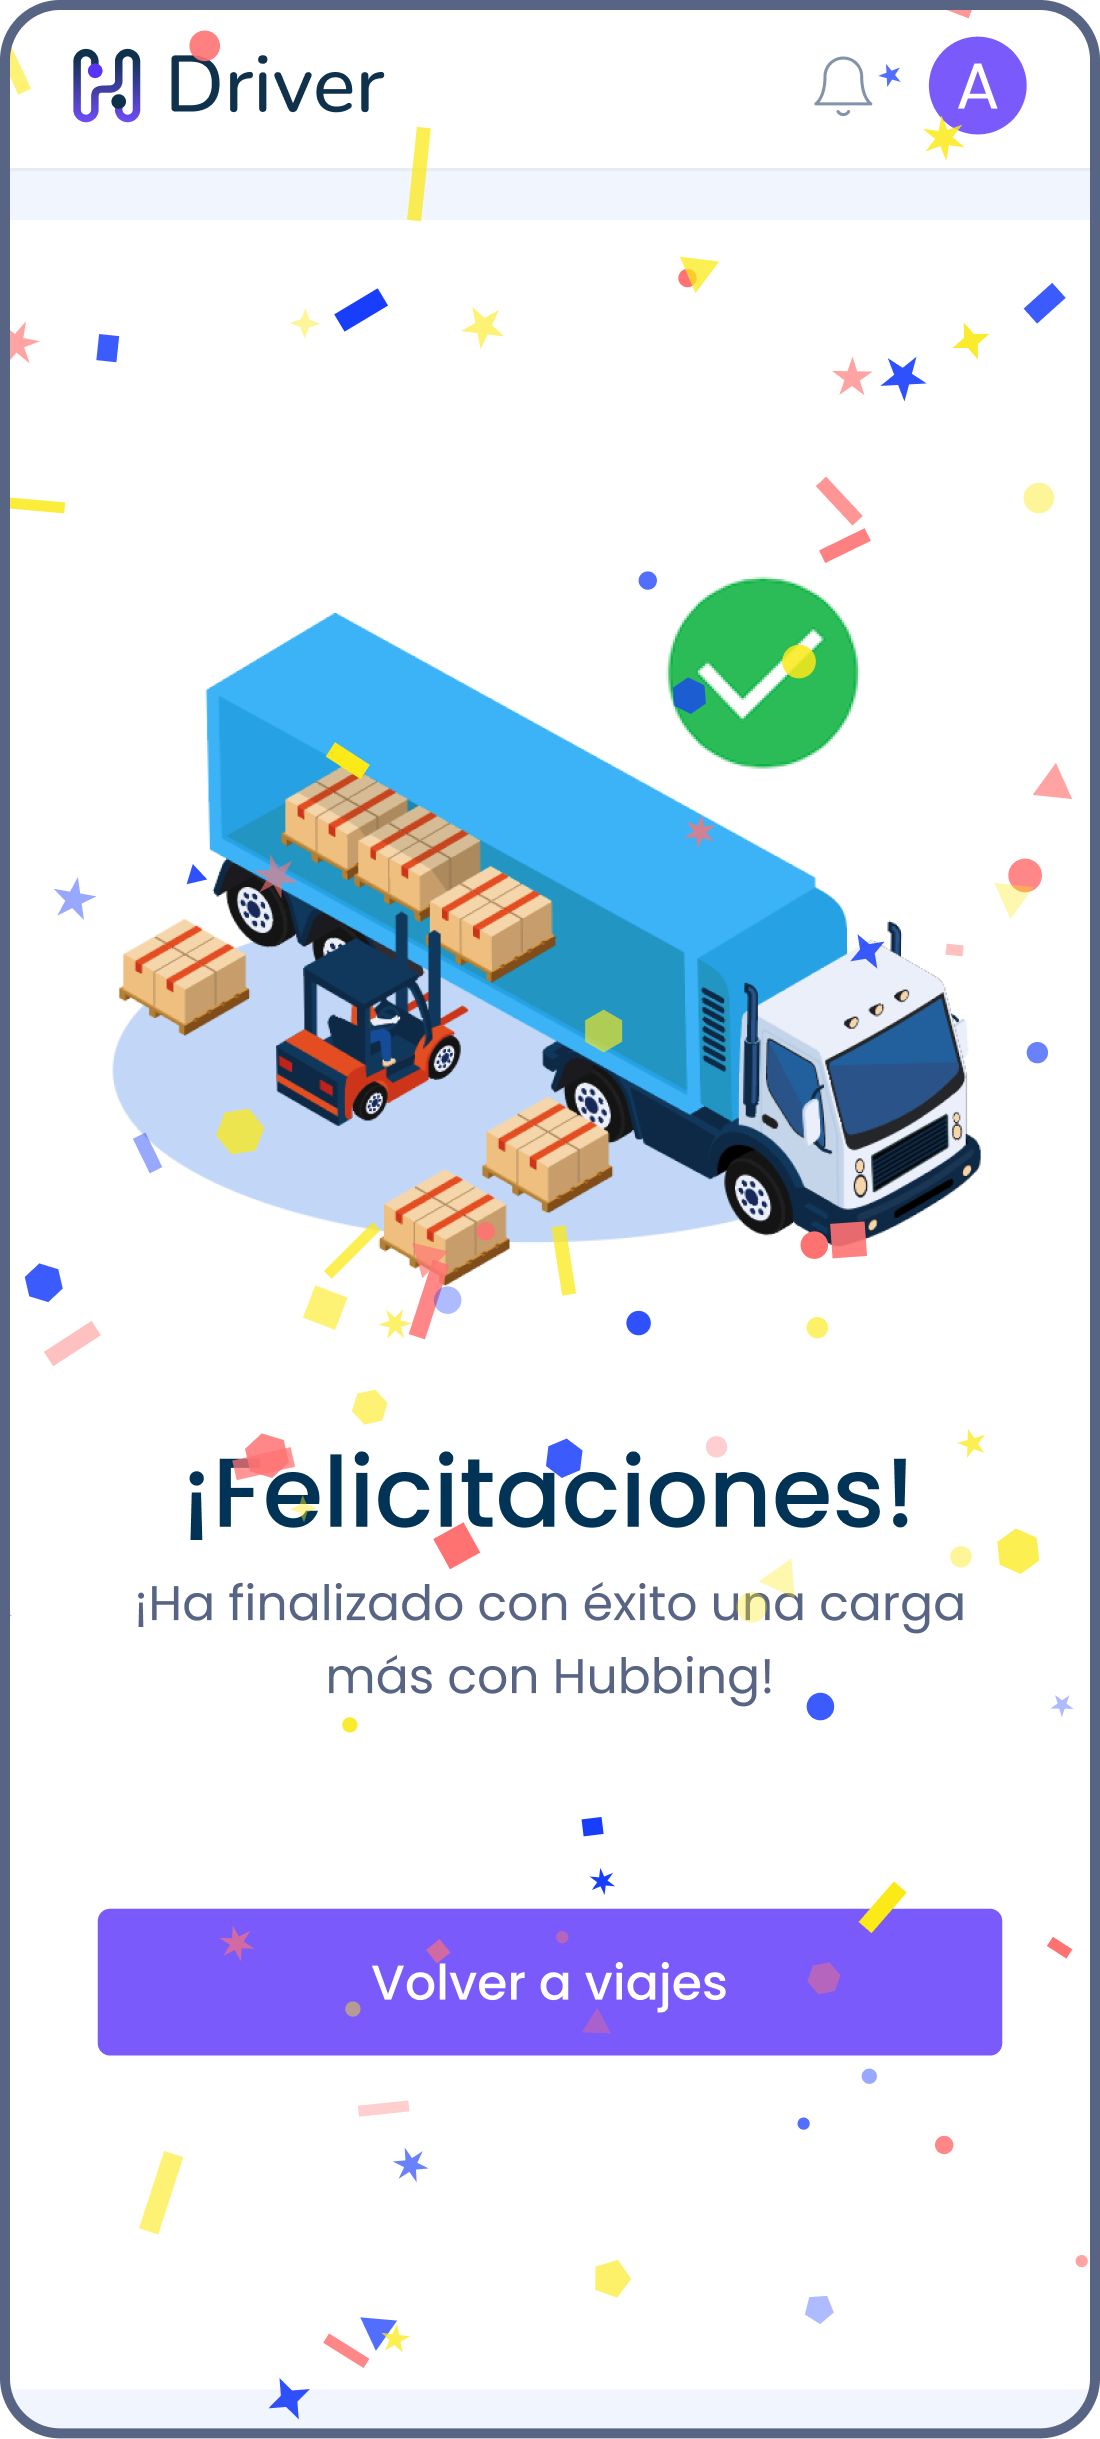 Driver
A
¡Felicitaciones!
¡Ha finalizado con éxito una carga
más con Hubbing!
Volver a viajes